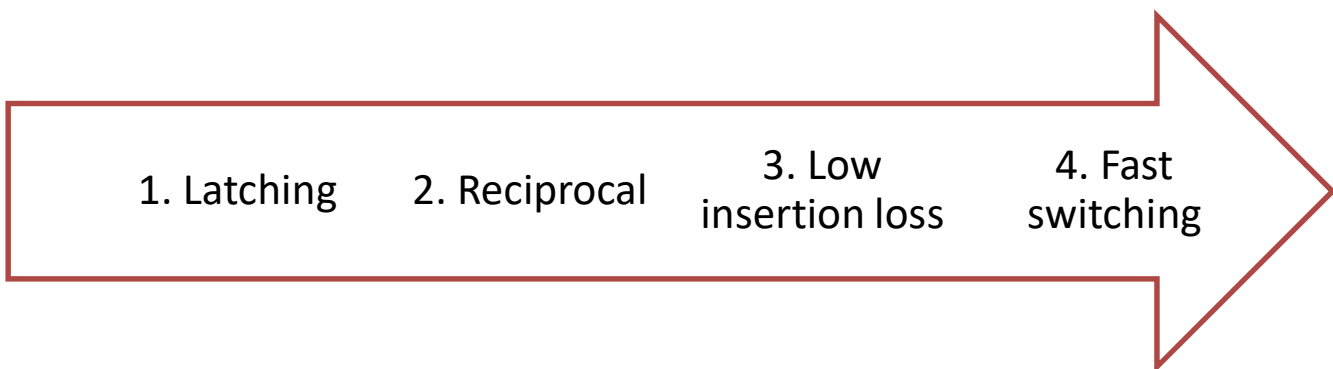 1. Latching
2. Reciprocal
3. Low
insertion loss
4. Fast
switching